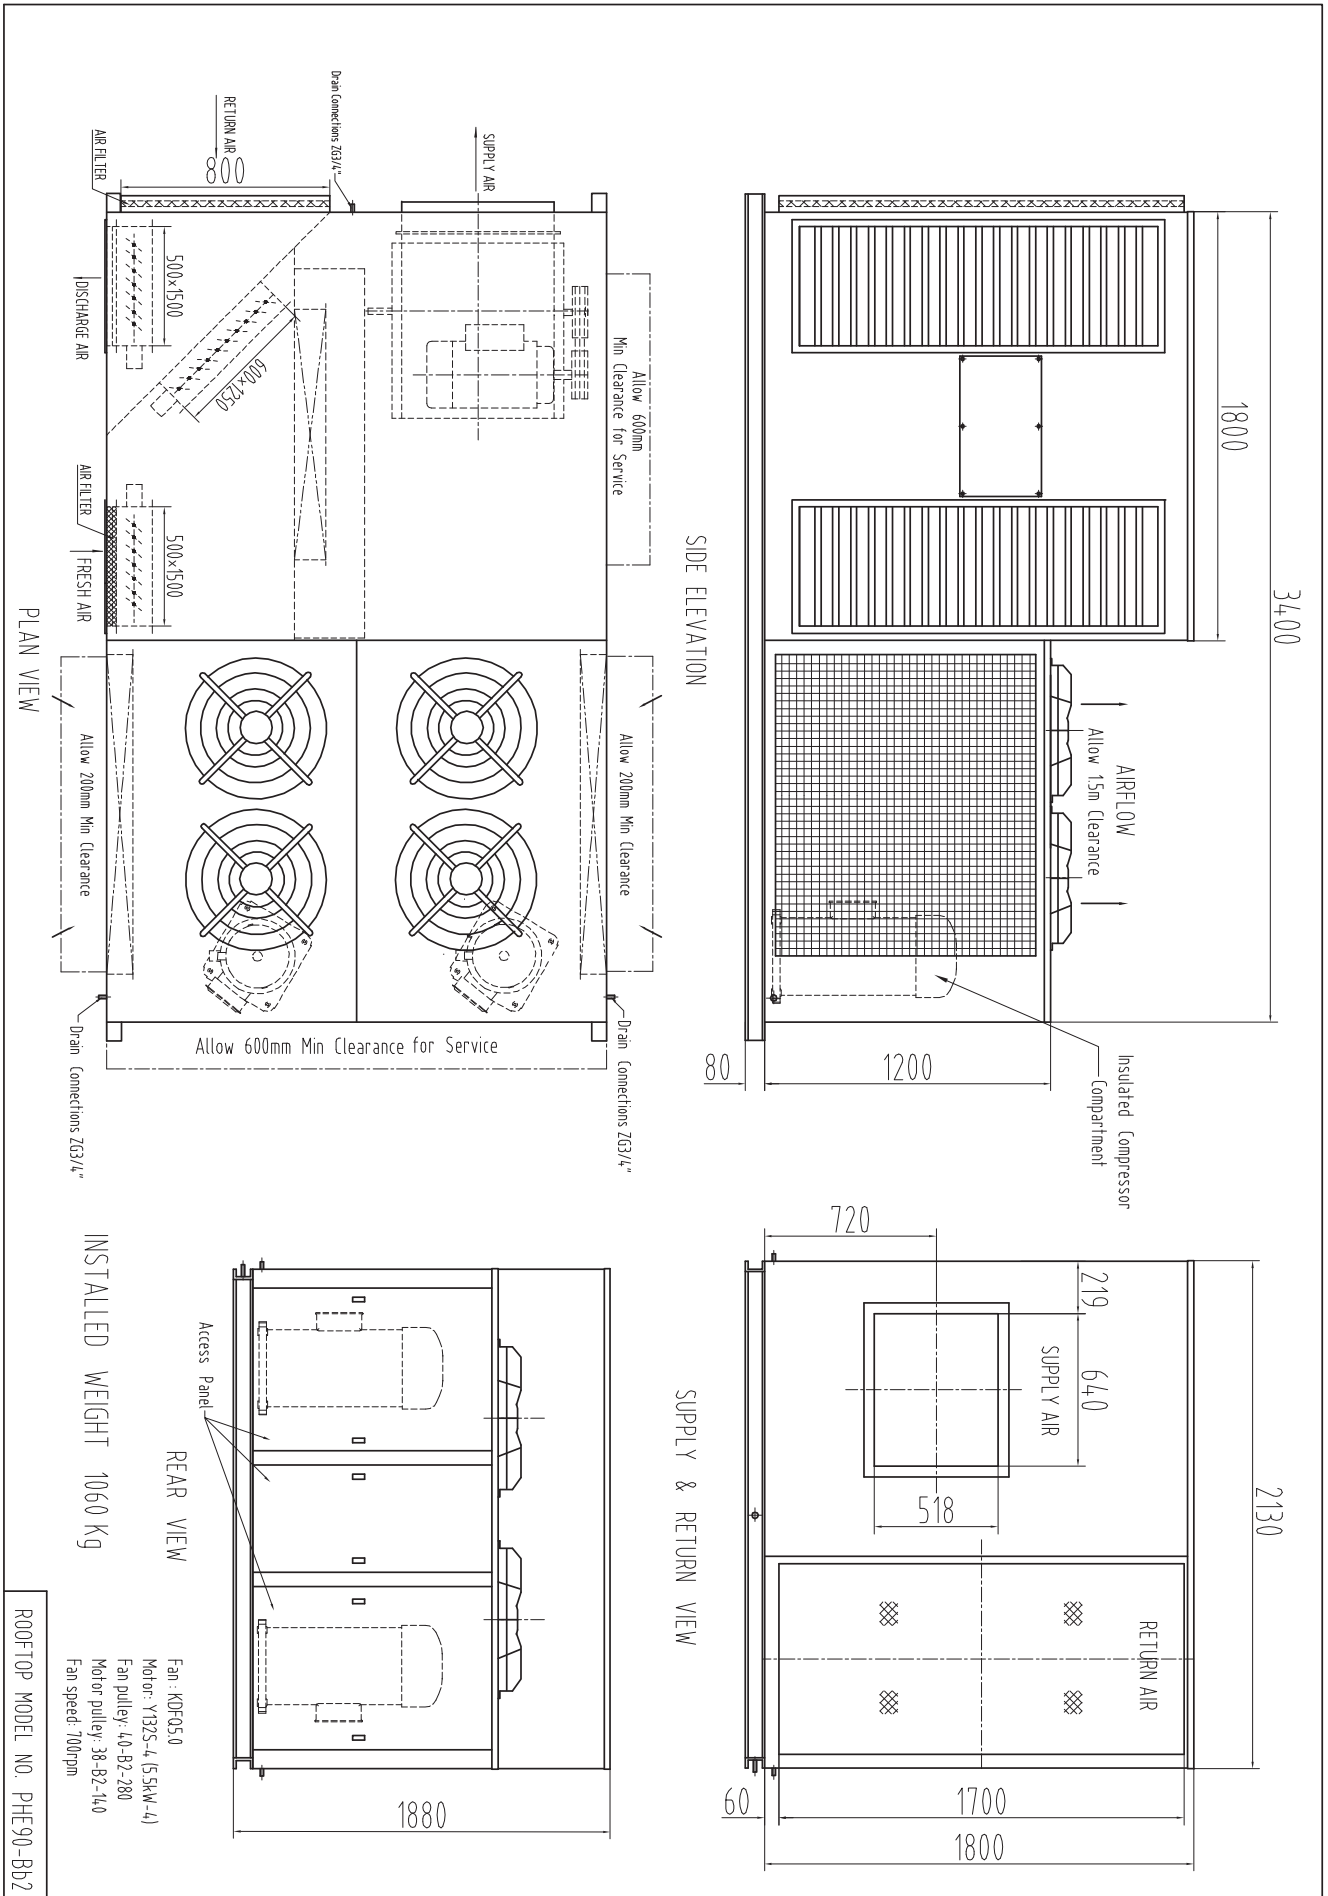 3400
1800
AIRFLOW
Allow 1.5m Clearance
Insulated Compressor
Compartment
1200
80
SIDE ELEVATION
2130
219
640
SUPPLY AIR
RETURN AIR
720
518
60
1700
1800
SUPPLY & RETURN VIEW
Allow 600mm
Min Clearance for Service
Allow 200mm Min Clearance
Drain Connections ZG3/4"
SUPPLY AIR
Drain Connections ZG3/4"
RETURN AIR
800
AIR FILTER
500x1500
DISCHARGE AIR
600x1250
AIR FILTER
500x1500
FRESH AIR
Allow 600mm Min Clearance for Service
Allow 200mm Min Clearance
Drain Connections ZG3/4"
PLAN VIEW
Access Panel
REAR VIEW
1880
INSTALLED WEIGHT 1060 Kg
Fan : KDFQ5.0
Motor: Y132S-4 (5.5kW-4)
Fan pulley: 40-B2-280
Motor pulley: 38-B2-140
Fan speed: 700rpm
ROOFTOP MODEL NO. PHE90-Bb2